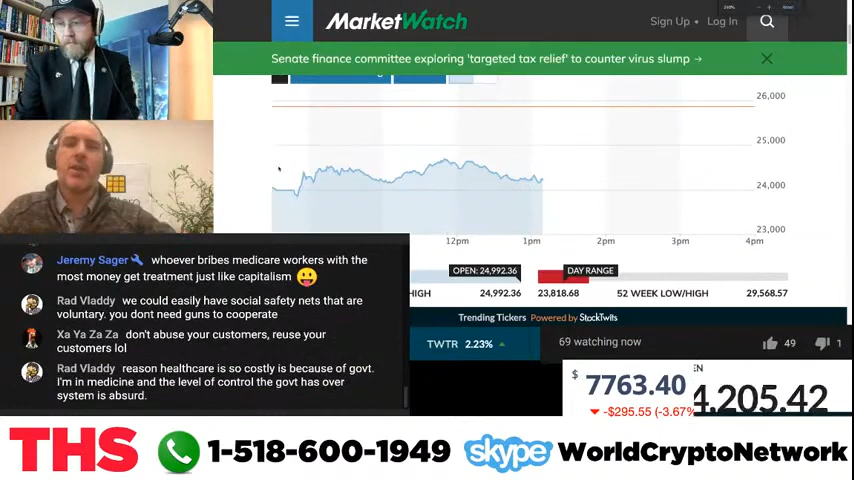 MarketWatch
Sign Up • Log In
Senate finance committee exploring 'targeted tax relief' to counter virus slump →
26,000
25,000
24,000
23,000
12pm 1pm 2pm 3pm 4pm
OPEN: 24,992.36 DAY RANGE
HIGH 24,992.36 23,818.68 52 WEEK LOW/HIGH 29,568.57
Trending Tickers Powered by StockTwits
TWTR 2.23%
69 watching now 49 1
Jeremy Sager whoever bribes medicare workers with the
most money get treatment just like capitalism
Rad Vladdy we could easily have social safety nets that are
voluntary. you dont need guns to cooperate
Xa Ya Za Za don't abuse your customers, reuse your
customers lol
Rad Vladdy reason healthcare is so costly is because of govt.
I'm in medicine and the level of control the govt has over
system is absurd.
$ 7763.40
-$295.55 (-3.67%
EN
4,205.42
THS 1-518-600-1949 skype WorldCryptoNetwork